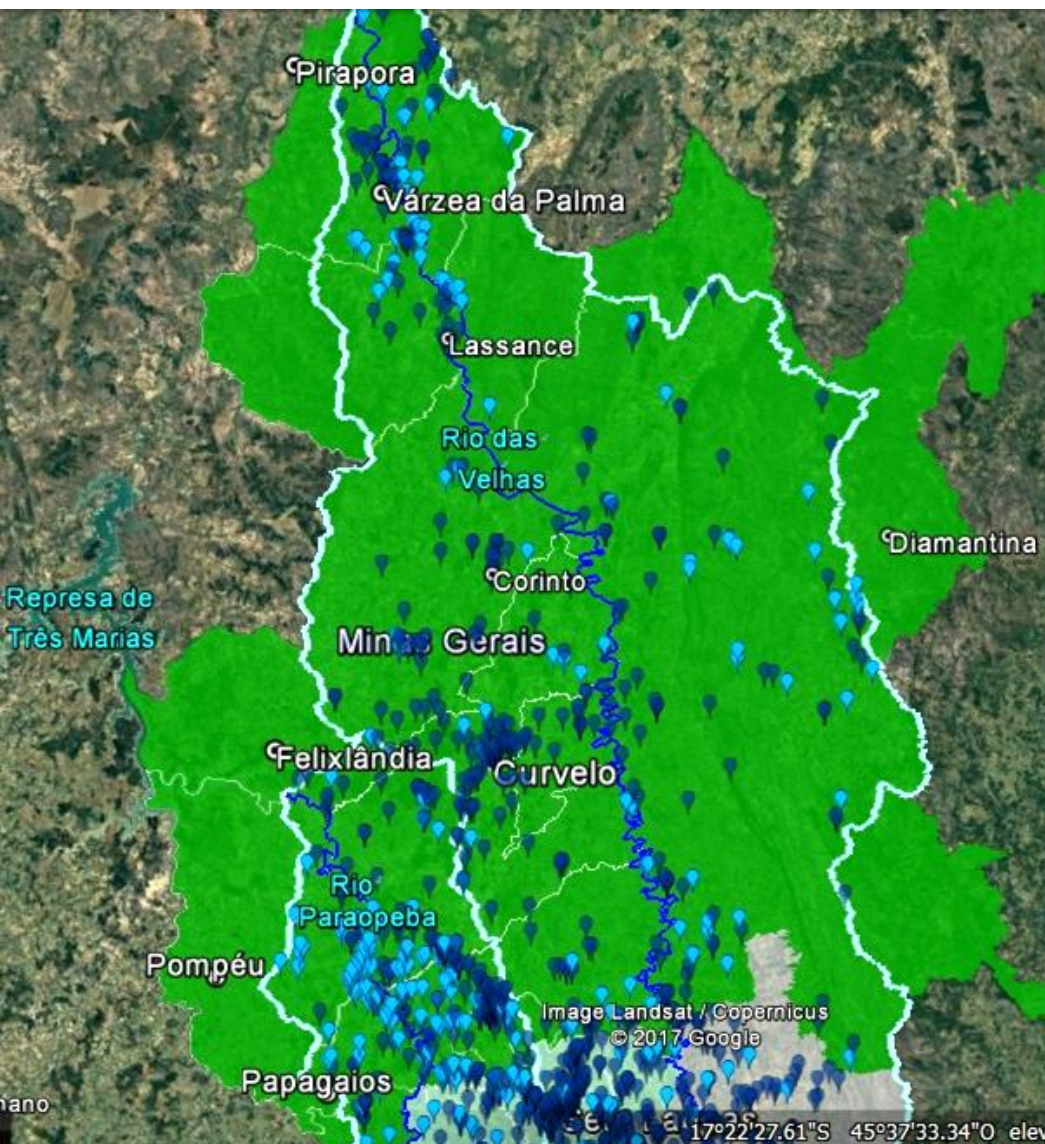 Pirapora
Várzea da Palma
Lassance
Rio das
Velhas
Diamantina
Corinto
Represa de
Três Marias
Minas Gerais
Felixlândia
Curvelo
Rio
Paraopeba
Pompéu
Image Landsat / Copernicus
© 2017 Google
Papagaios
17°22'27.61"S 45°37'33.34"O elev